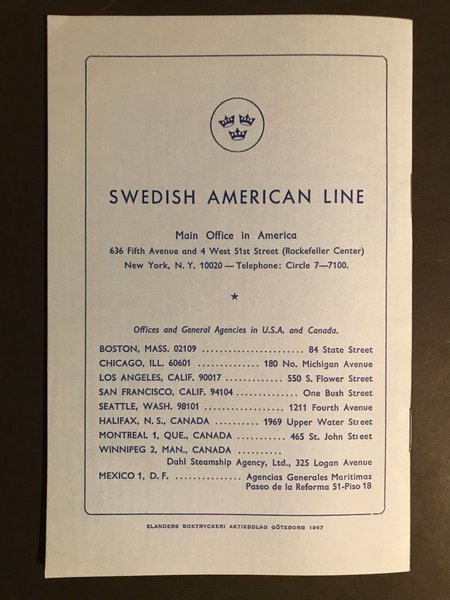 SWEDISH AMERICAN LINE
Main Office in America
636 Fifth Avenue and 4 West 51st Street (Rockefeller Center)
New York, N. Y. 10020 — Telephone: Circle 7—7100.
*
Offices and General Agencies in U.S.A. and Canada.
BOSTON, MASS. 02109 ....................... 84 State Street
CHICAGO, ILL. 60601 ............... 180 No. Michigan Avenue
LOS ANGELES, CALIF. 90017 ............. 550 S. Flower Street
SAN FRANCISCO, CALIF. 94104 .............. One Bush Street
SEATTLE, WASH. 98101 .................. 1211 Fourth Avenue
HALIFAX, N. S., CANADA .......... 1969 Upper Water Street
MONTREAL 1, QUE., CANADA ........... 465 St. John Street
WINNIPEG 2, MAN., CANADA ..........
Dahl Steamship Agency, Ltd., 325 Logan Avenue
MEXICO 1, D. F. ............... Agencias Generales Maritimas
Paseo de la Reforma 51-Piso 18
ELANDERS BOKTRYCKERI AKTIEBOLAG GÖTEBORG 1967